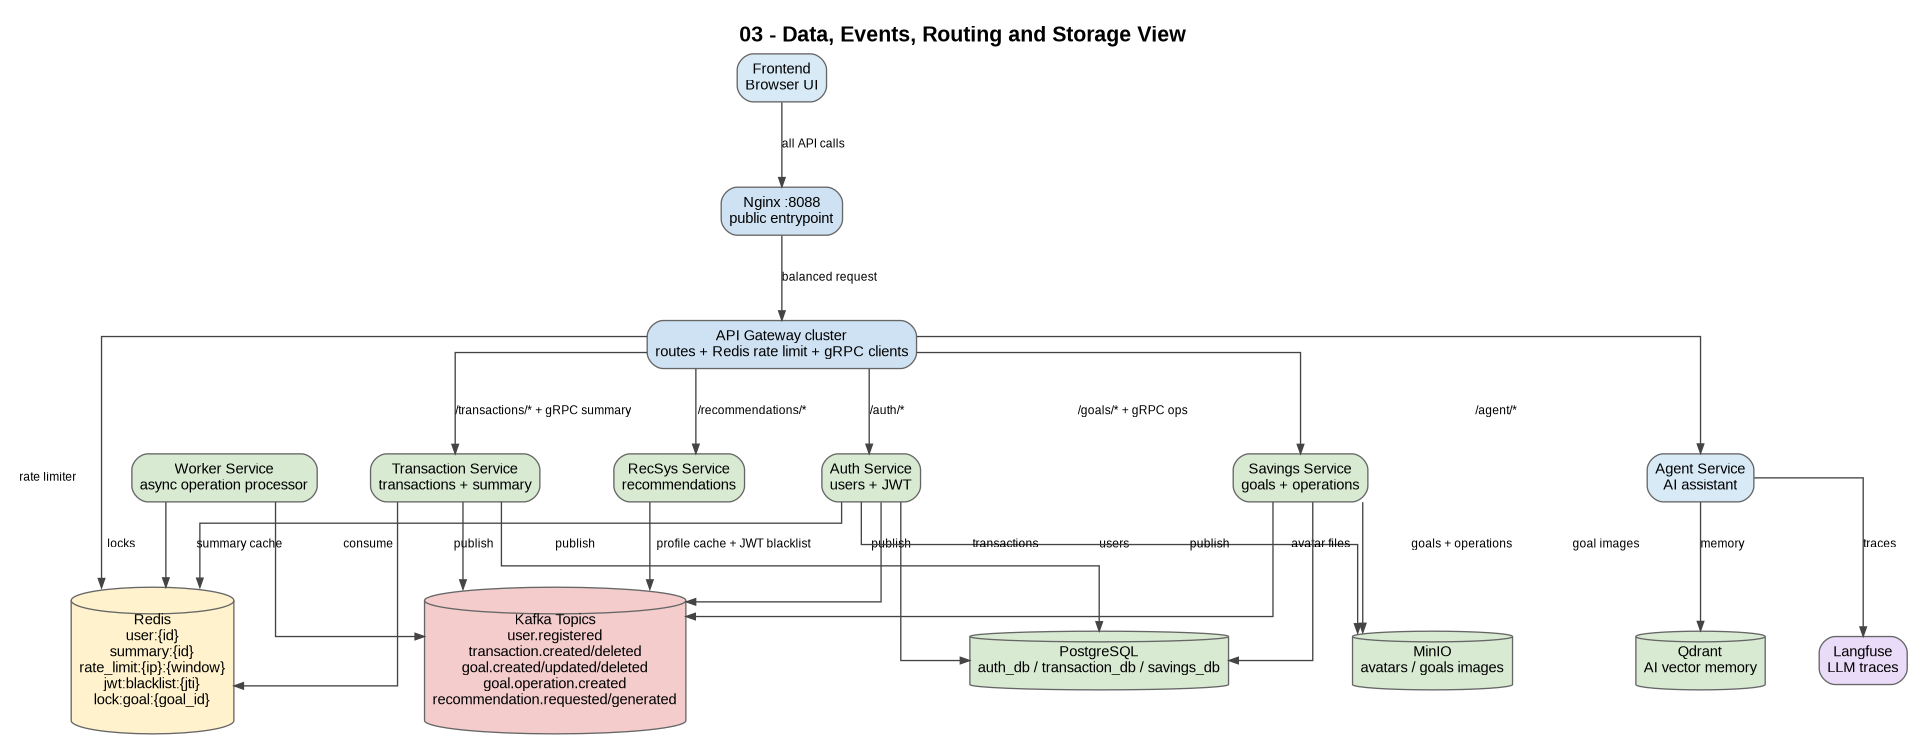 03 - Data, Events, Routing and Storage View
Frontend
Browser UI
all API calls
Nginx :8088
public entrypoint
balanced request
API Gateway cluster
routes + Redis rate limit + gRPC clients
/transactions/* + gRPC summary
/recommendations/*
/auth/*
/goals/* + gRPC ops
/agent/*
rate limiter
Worker Service
async operation processor
Transaction Service
transactions + summary
RecSys Service
recommendations
Auth Service
users + JWT
Savings Service
goals + operations
Agent Service
AI assistant
locks
summary cache
consume
publish
publish
profile cache + JWT blacklist
publish
transactions
users
publish
avatar files
goals + operations
goal images
memory
traces
Redis
user:{id}
summary:{id}
rate_limit:{ip}:{window}
jwt:blacklist:{jti}
lock:goal:{goal_id}
Kafka Topics
user.registered
transaction.created/deleted
goal.created/updated/deleted
goal.operation.created
recommendation.requested/generated
PostgreSQL
auth_db / transaction_db / savings_db
MinIO
avatars / goals images
Qdrant
AI vector memory
Langfuse
LLM traces